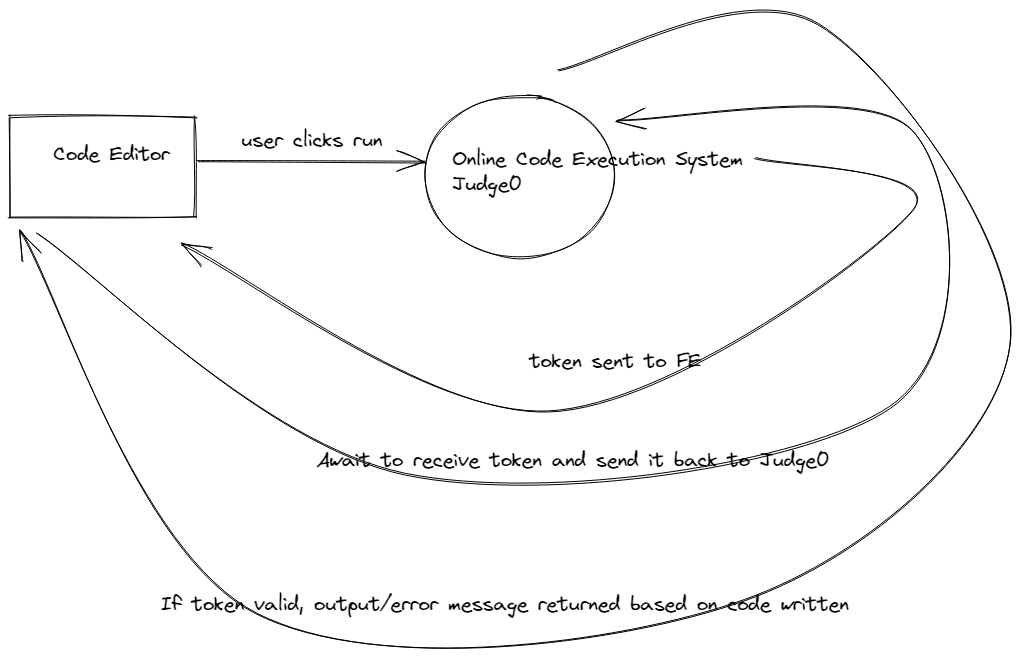 user clicks run
Code Editor
Online Code Execution System
Judge0
token sent to FE
Await to receive token and send it back to Judge0
If token valid, output/error message returned based on code written